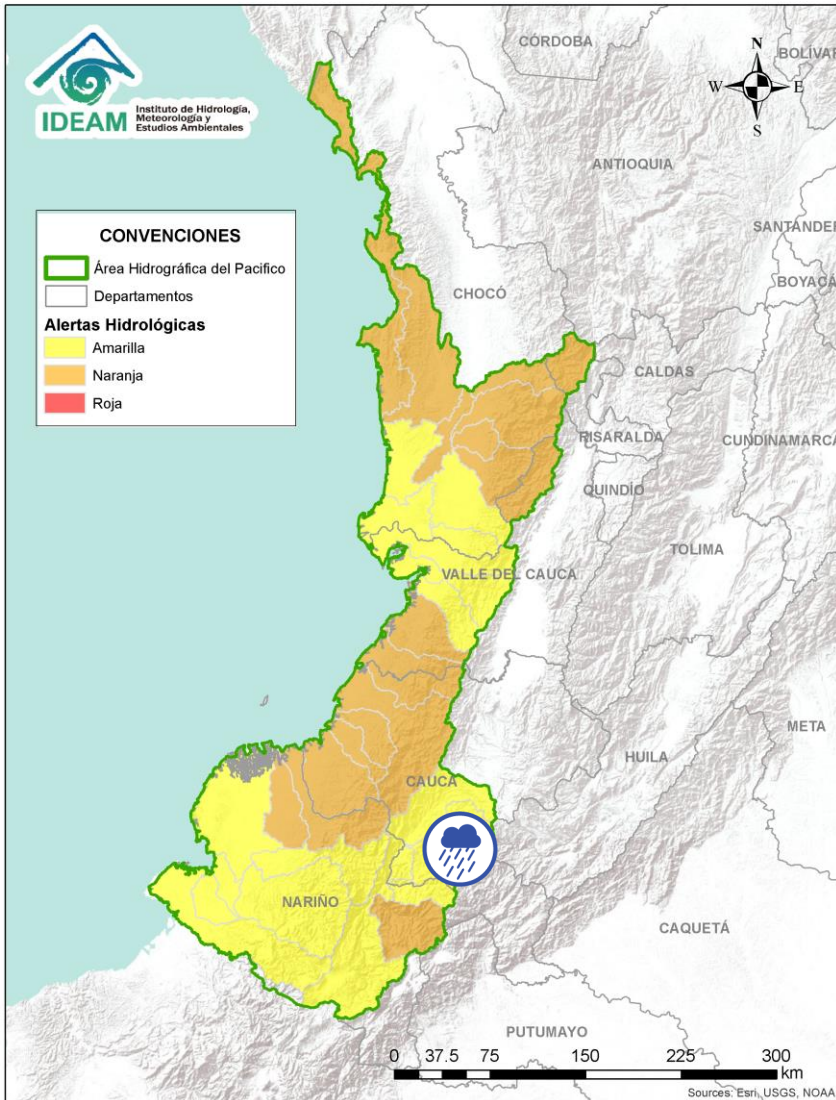 IDEAM
Instituto de Hidrología,
Meteorología y
Estudios Ambientales
CÓRDOBA
BOLÍVAR
N
W
E
S
ANTIOQUIA
SANTANDER
BOYACÁ
CONVENCIONES
Área Hidrográfica del Pacifico
Departamentos
Alertas Hidrológicas
Amarilla
Naranja
Roja
CHOCÓ
CALDAS
RISARALDA
CUNDINAMARCA
QUINDÍO
TOLIMA
VALLE DEL CAUCA
META
HUILA
CAUCA
NARIÑO
CAQUETÁ
PUTUMAYO
0 37.5 75 150 225 300
km
Sources: Esri, USGS, NOAA